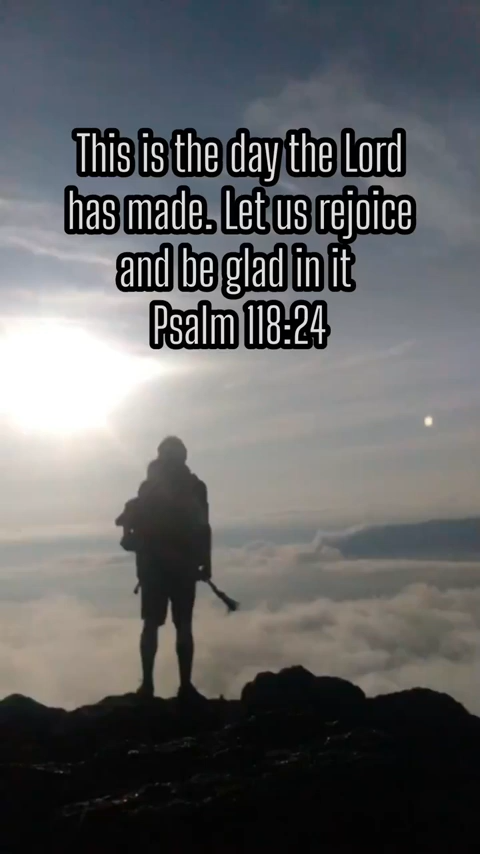 This is the day the Lord
has made. Let us rejoice
and be glad in it
Psalm 118:24